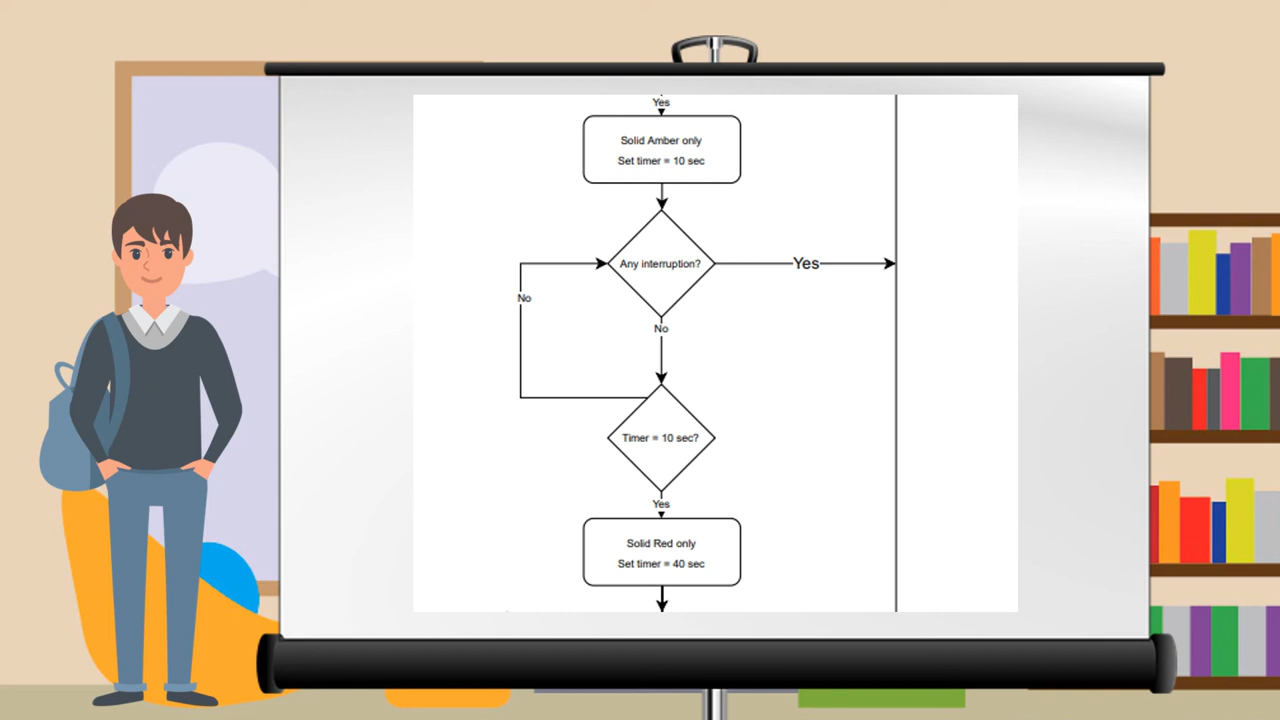 Yes
Solid Amber only
Set timer = 10 sec
Any interruption?
Yes
No
No
Timer = 10 sec?
Yes
Solid Red only
Set timer = 40 sec